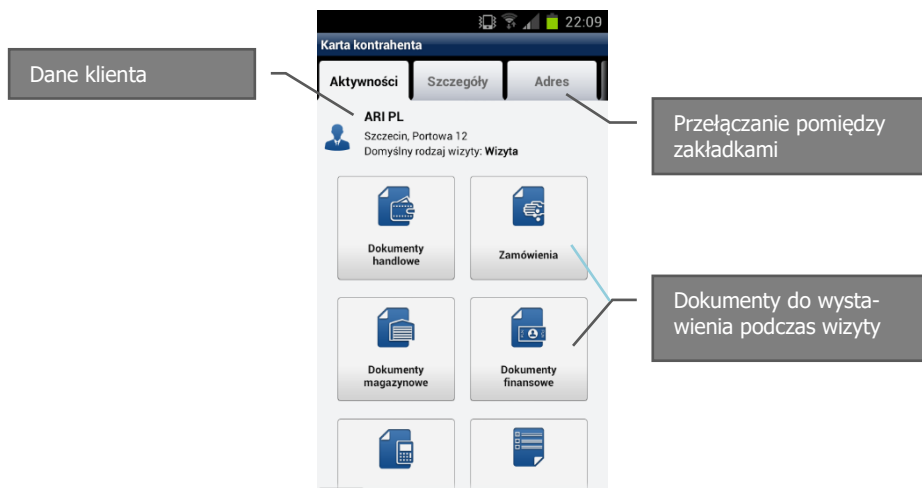 22:09
Karta kontrahenta
Dane klienta
Aktywności
Szczegóły
Adres
ARI PL
Szczecin, Portowa 12
Domyślny rodzaj wizyty: Wizyta
Przełączanie pomiędzy
zakładkami
Dokumenty
handlowe
Zamówienia
Dokumenty do wysta-
wienia podczas wizyty
Dokumenty
magazynowe
Dokumenty
finansowe